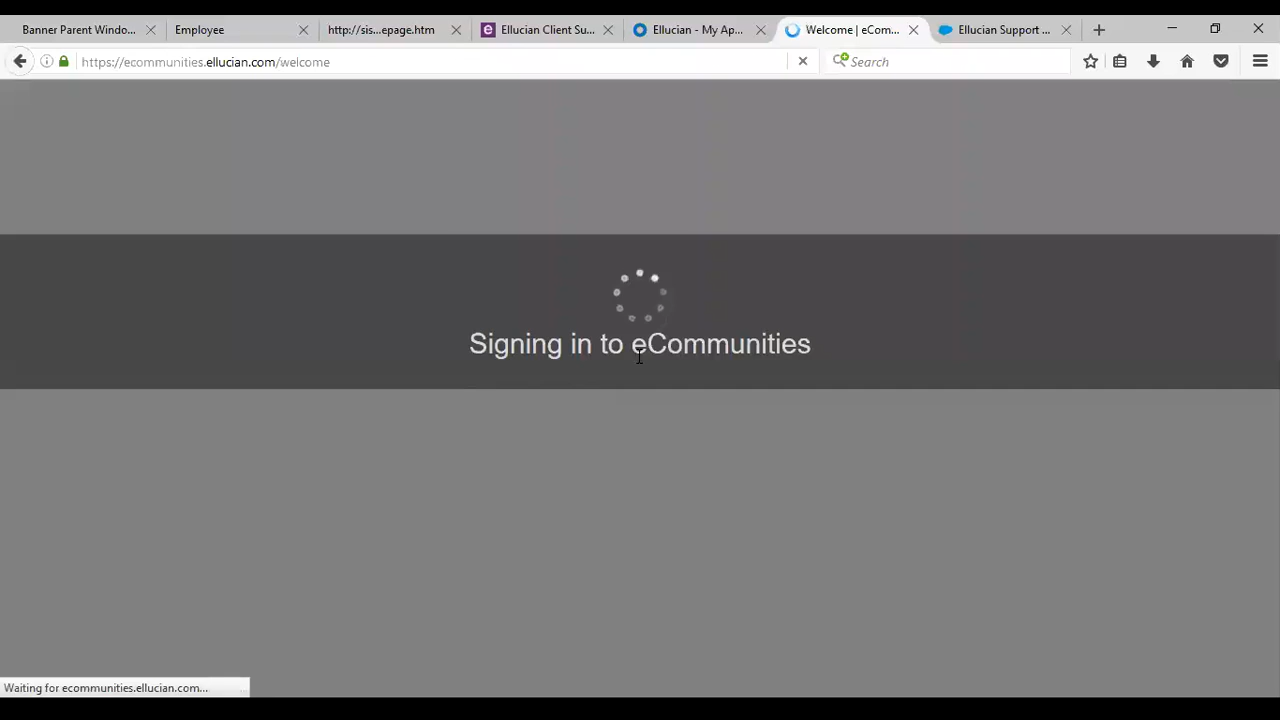 Banner Parent Windo...
Employee
http://sis...epage.htm
Ellucian Client Su...
Ellucian - My Ap...
Welcome | eCom...
Ellucian Support ...
https://ecommunities.ellucian.com/welcome
Search
Signing in to eCommunities
Waiting for ecommunities.ellucian.com...